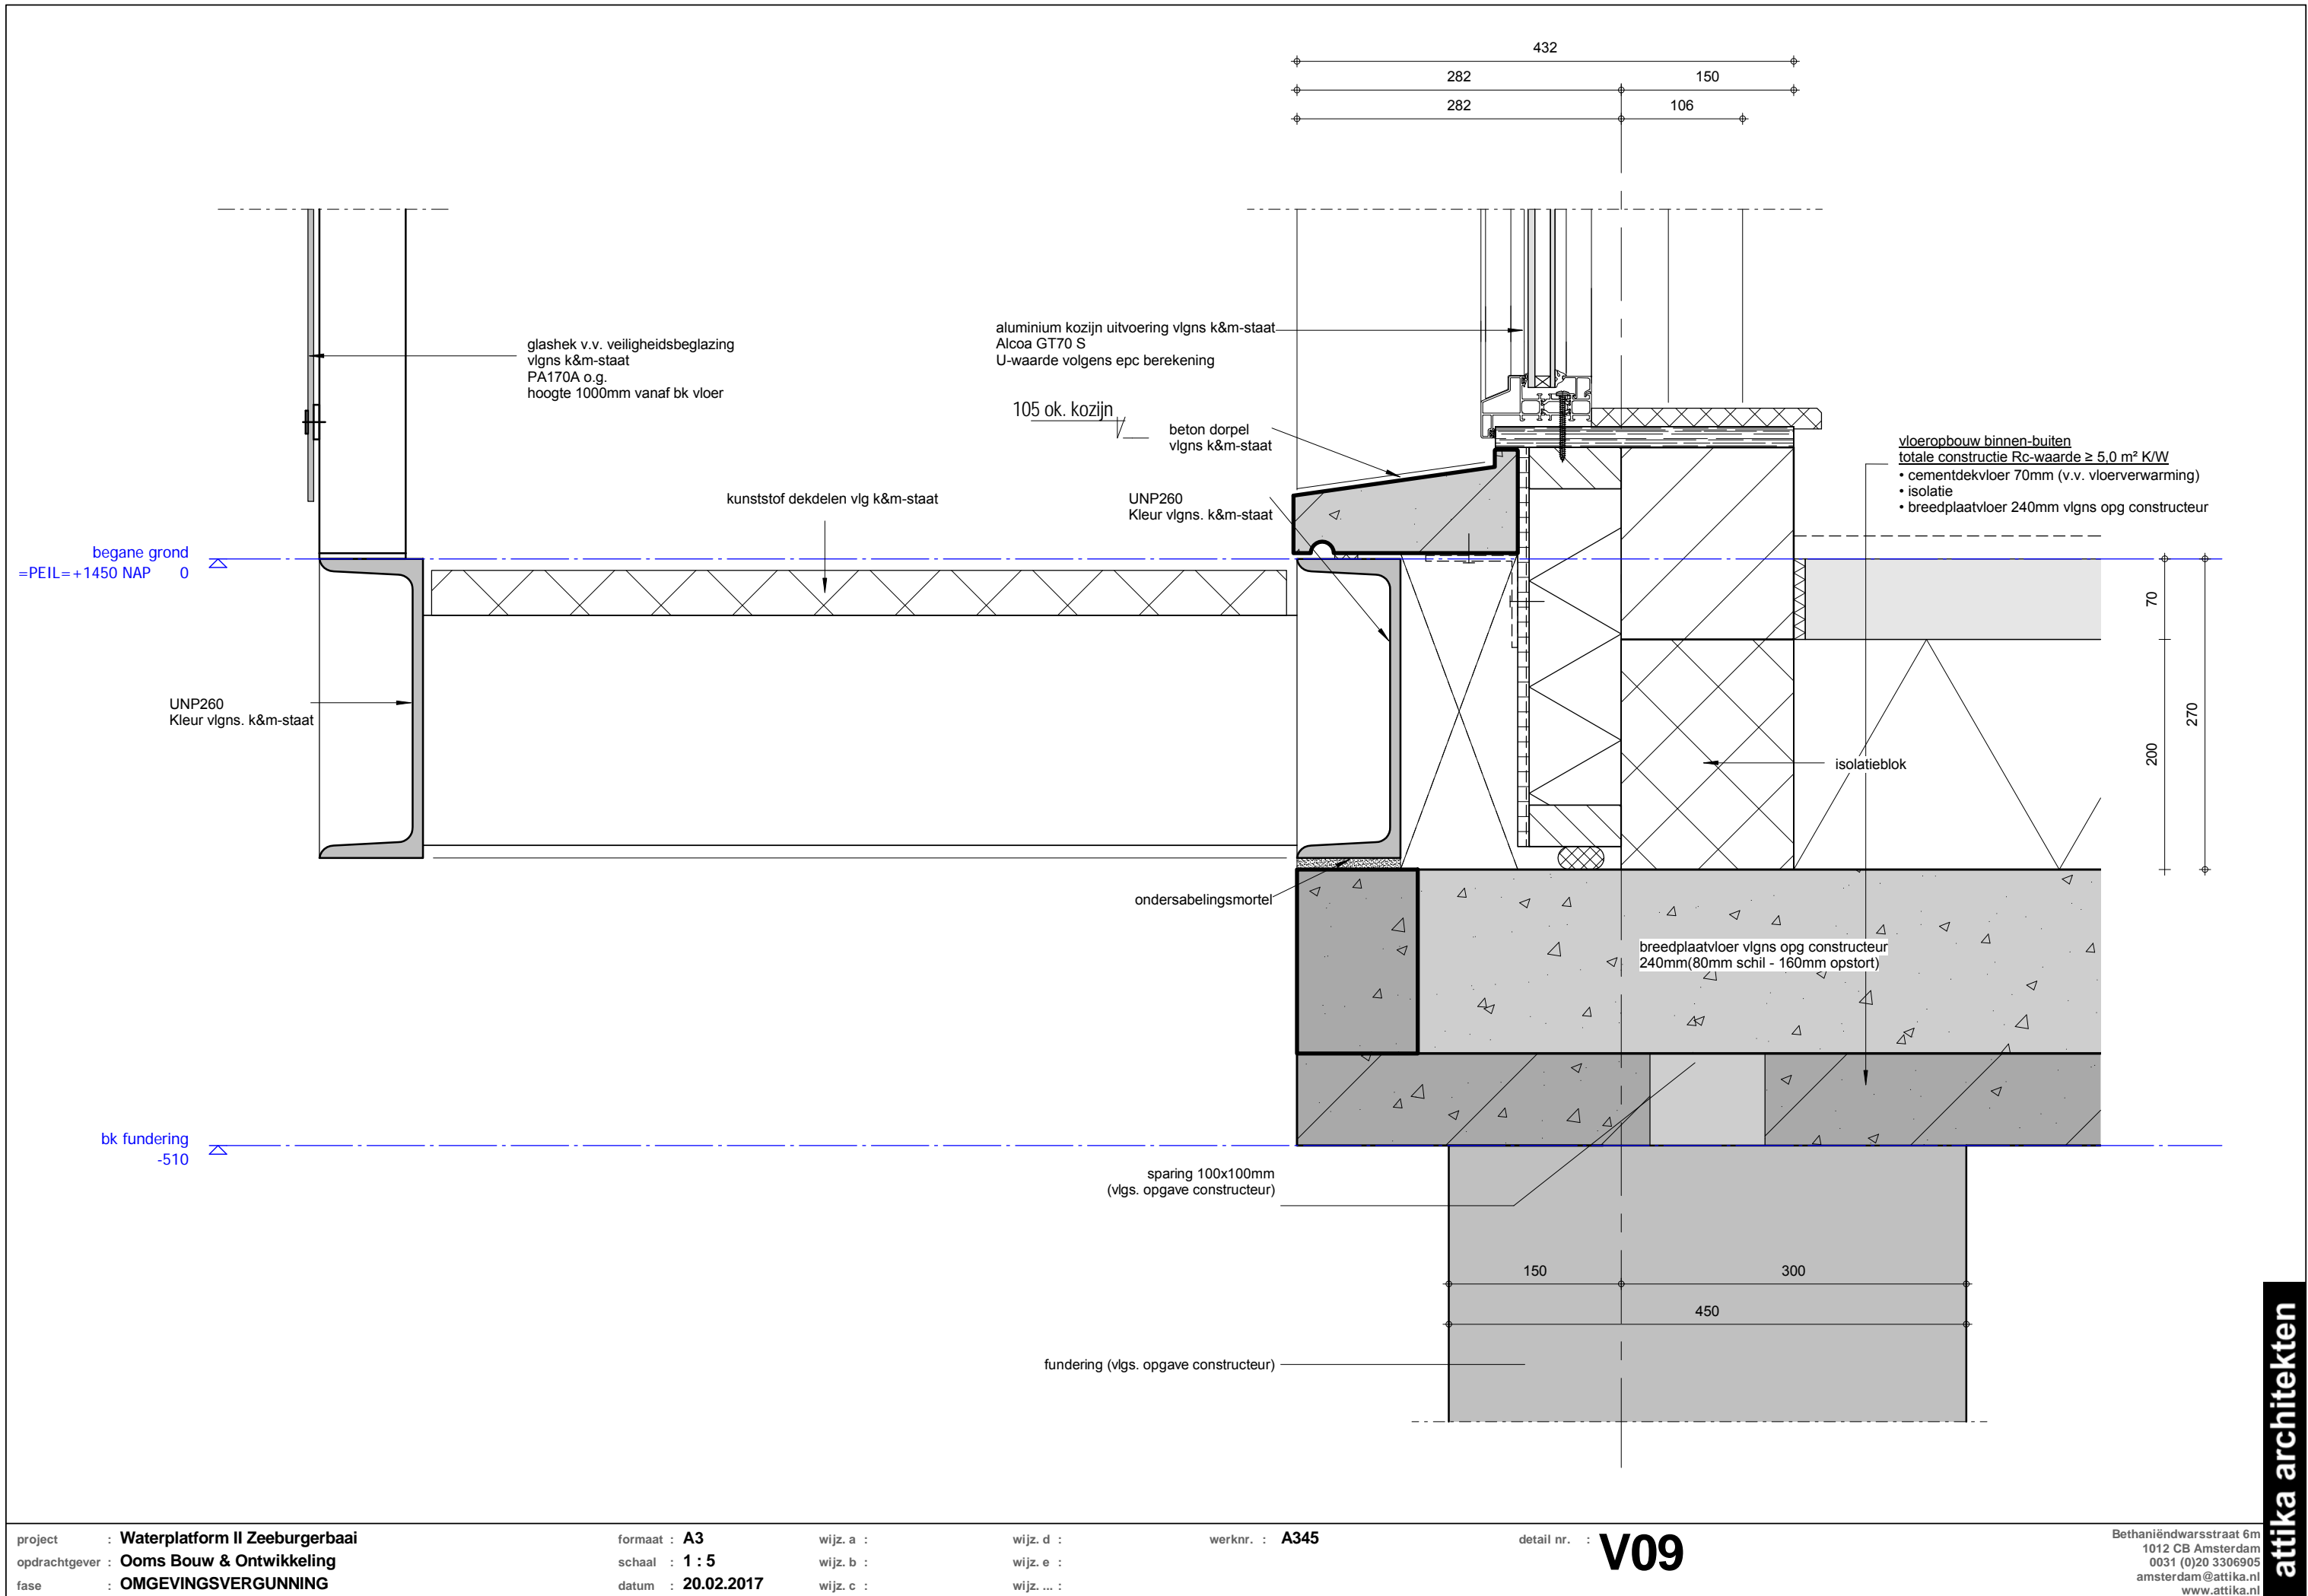 432
282 150
282 106
glashek v.v. veiligheidsbeglazing
vlgns k&m-staat
PA170A o.g.
hoogte 1000mm vanaf bk vloer
aluminium kozijn uitvoering vlgns k&m-staat
Alcoa GT70 S
U-waarde volgens epc berekening
105 ok. kozijn
beton dorpel
vlgns k&m-staat
vloeropbouw binnen-buiten
totale constructie Rc-waarde ≥ 5,0 m² K/W
• cementdekvloer 70mm (v.v. vloerverwarming)
• isolatie
• breedplaatvloer 240mm vlgns opg constructeur
kunststof dekdelen vlg k&m-staat
UNP260
Kleur vlgns. k&m-staat
begane grond
=PEIL=+1450 NAP 0
70
270
200
UNP260
Kleur vlgns. k&m-staat
isolatieblok
ondersabelingsmortel
breedplaatvloer vlgns opg constructeur
240mm(80mm schil - 160mm opstort)
bk fundering
-510
sparing 100x100mm
(vlgs. opgave constructeur)
150 300
450
fundering (vlgs. opgave constructeur)
attika architekten
project : Waterplatform II Zeeburgerbaai
opdrachtgever : Ooms Bouw & Ontwikkeling
fase : OMGEVINGSVERGUNNING
formaat : A3
schaal : 1 : 5
datum : 20.02.2017
wijz. a :
wijz. b :
wijz. c :
wijz. d :
wijz. e :
wijz. ... :
werknr. : A345
detail nr. : V09
Bethaniëndwarsstraat 6m
1012 CB Amsterdam
0031 (0)20 3306905
amsterdam@attika.nl
www.attika.nl